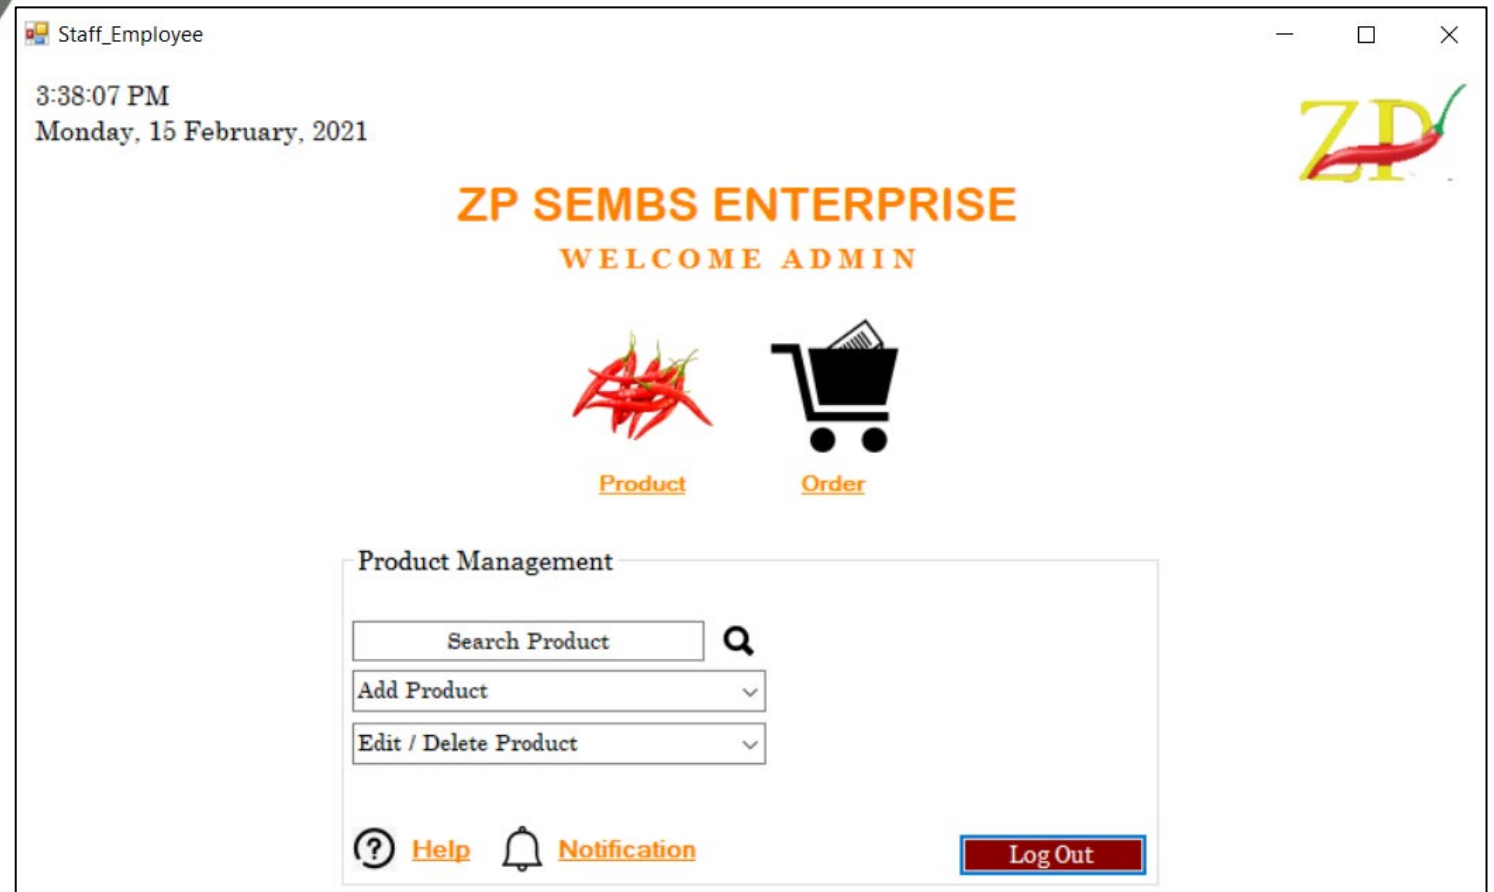 Staff_Employee
3:38:07 PM
Monday, 15 February, 2021
ZP
ZP SEMBS ENTERPRISE
WELCOME ADMIN
Product Order
Product Management
Search Product
Add Product
Edit / Delete Product
Help Notification Log Out